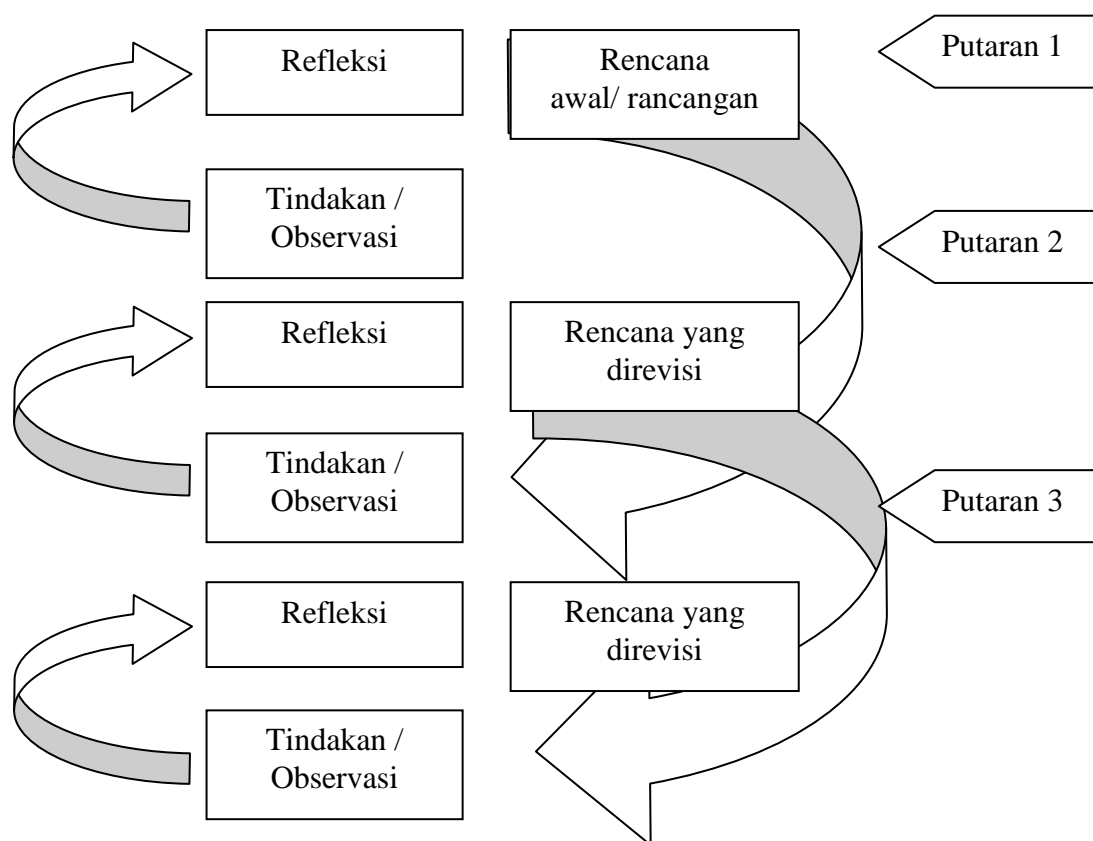 Refleksi
Rencana
awal/ rancangan
Putaran 1
Tindakan /
Observasi
Putaran 2
Refleksi
Rencana yang
direvisi
Tindakan /
Observasi
Putaran 3
Refleksi
Rencana yang
direvisi
Tindakan /
Observasi